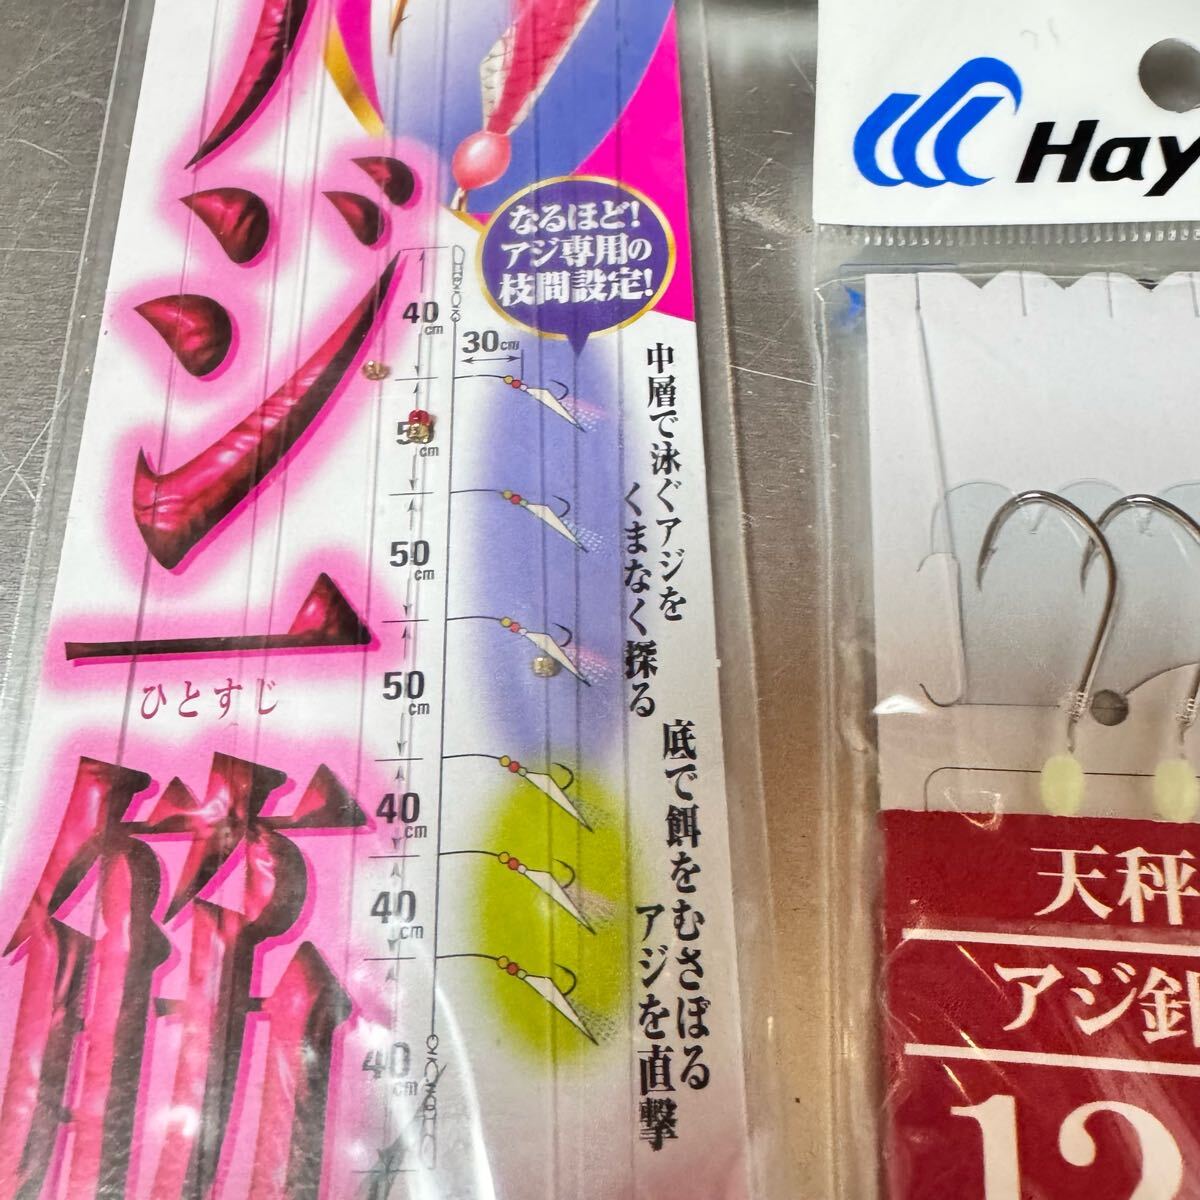 アジ一筋
ひとすじ
なるほど!
アジ専用の
枝間設定!
40cm
30cm
50cm
50cm
50cm
40cm
40cm
40cm
中層で泳ぐアジを
くまなく探る
底で餌をむさぼる
アジを直撃
Hay
天秤
アジ針
12